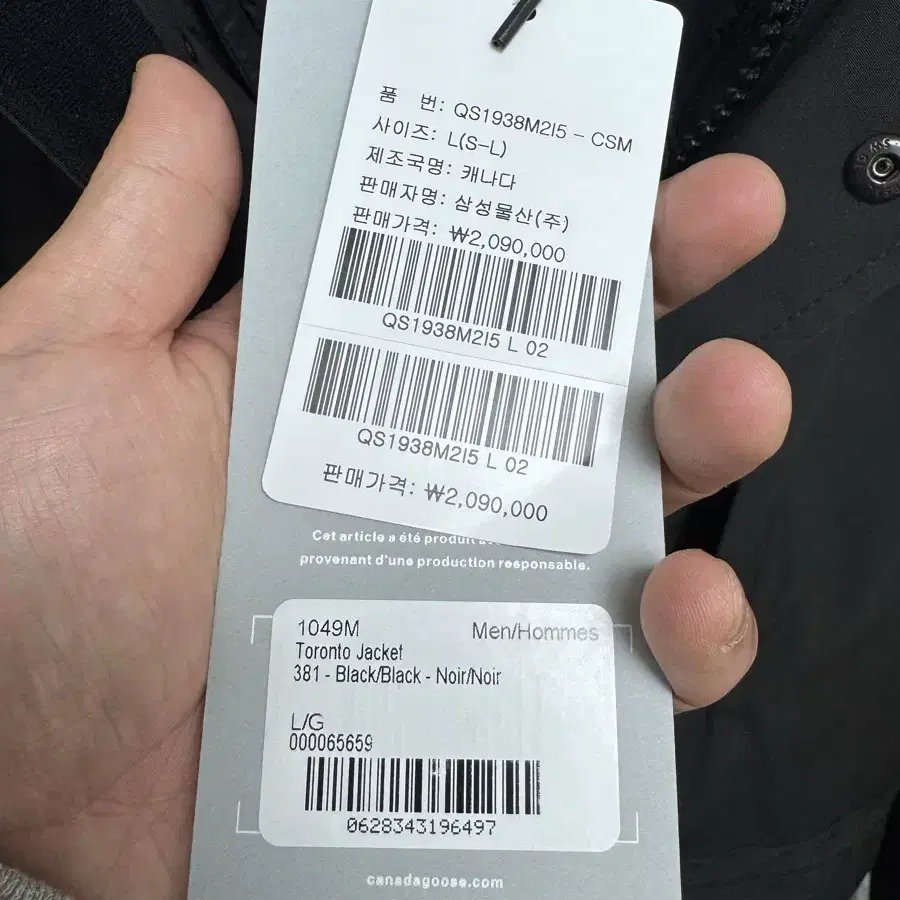 품 번: QS1938M2I5 - CSM
사이즈: L(S-L)
제조국명: 캐나다
판매자명: 삼성물산(주)
판매가격: ₩2,090,000
QS1938M2I5 L 02
QS1938M2I5 L 02
판매가격: ₩2,090,000
Cet article a été produit
provenant d'une production responsable.
1049M Men/Hommes
Toronto Jacket
381 - Black/Black - Noir/Noir
L/G
000065659
0628343196497
canadagoose.com